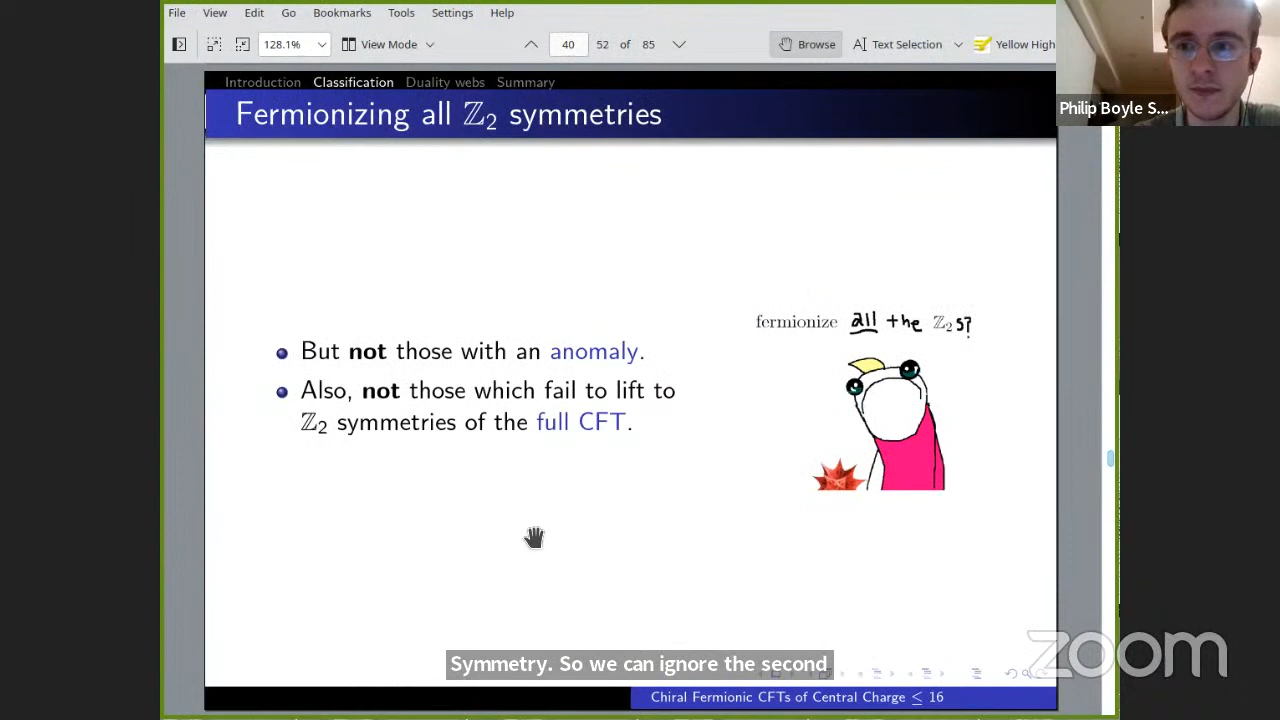 File View Edit Go Bookmarks Tools Settings Help
128.1% View Mode 40 52 of 85 Browse Text Selection Yellow High
Philip Boyle S...
Introduction Classification Duality webs Summary
Fermionizing all ℤ₂ symmetries
fermionize all the ℤ₂s?
But not those with an anomaly.
Also, not those which fail to lift to
ℤ₂ symmetries of the full CFT.
Symmetry. So we can ignore the second
zoom
Chiral Fermionic CFTs of Central Charge ≤ 16